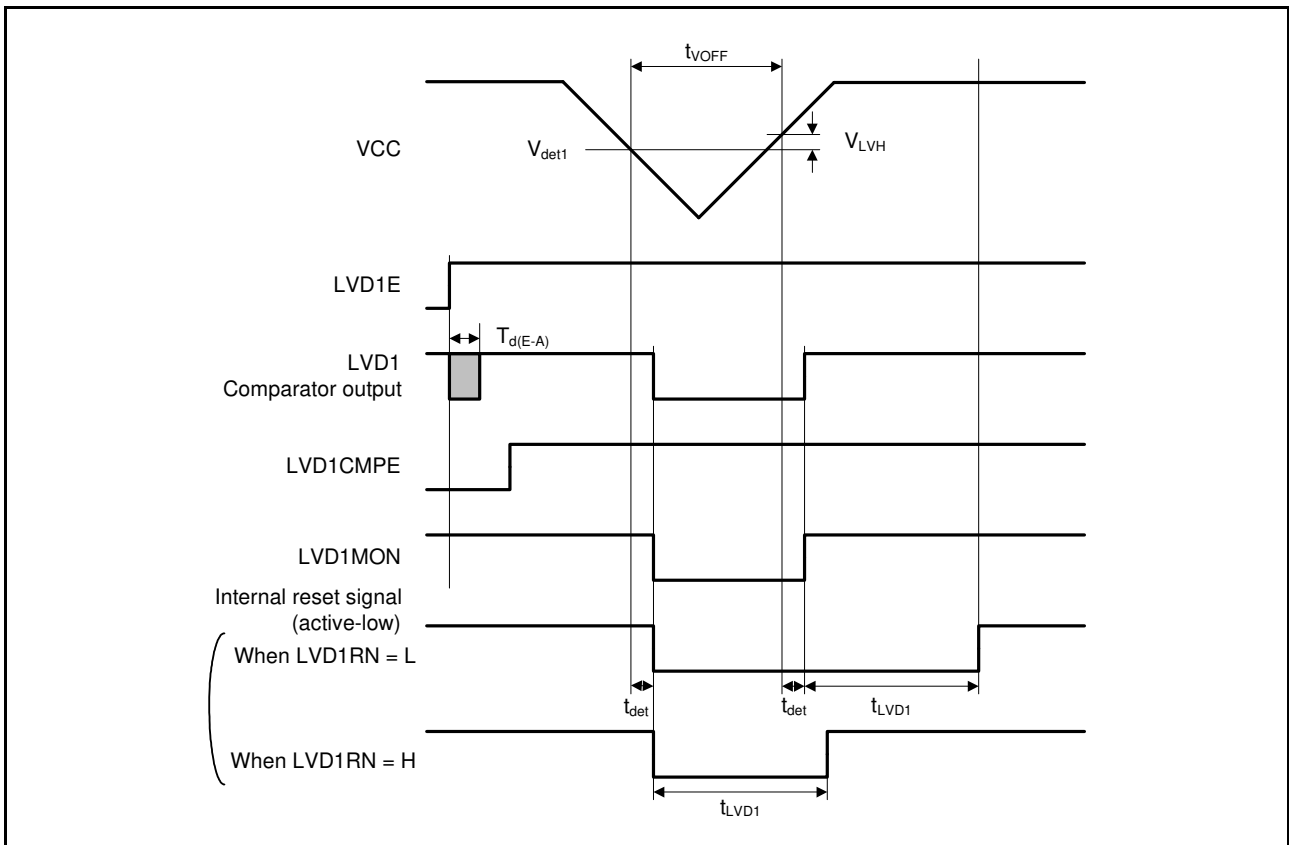 tVOFF
VCC
Vdet1
VLVH
LVD1E
Td(E-A)
LVD1
Comparator output
LVD1CMPE
LVD1MON
Internal reset signal
(active-low)
When LVD1RN = L
tdet
tdet
tLVD1
When LVD1RN = H
tLVD1